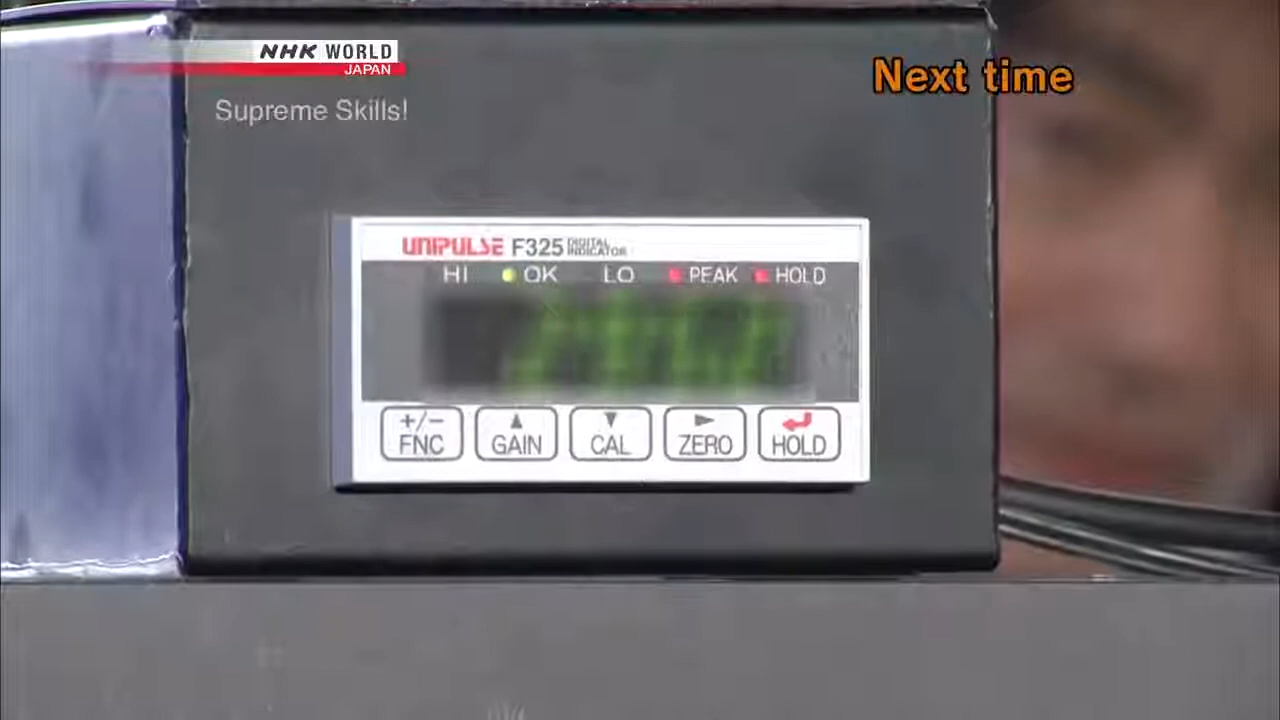 NHK WORLD
JAPAN
Next time
Supreme Skills!
UNIPULSE F325 DIGITAL INDICATOR
HI OK LO PEAK HOLD
+/- FNC
GAIN
CAL
ZERO
HOLD